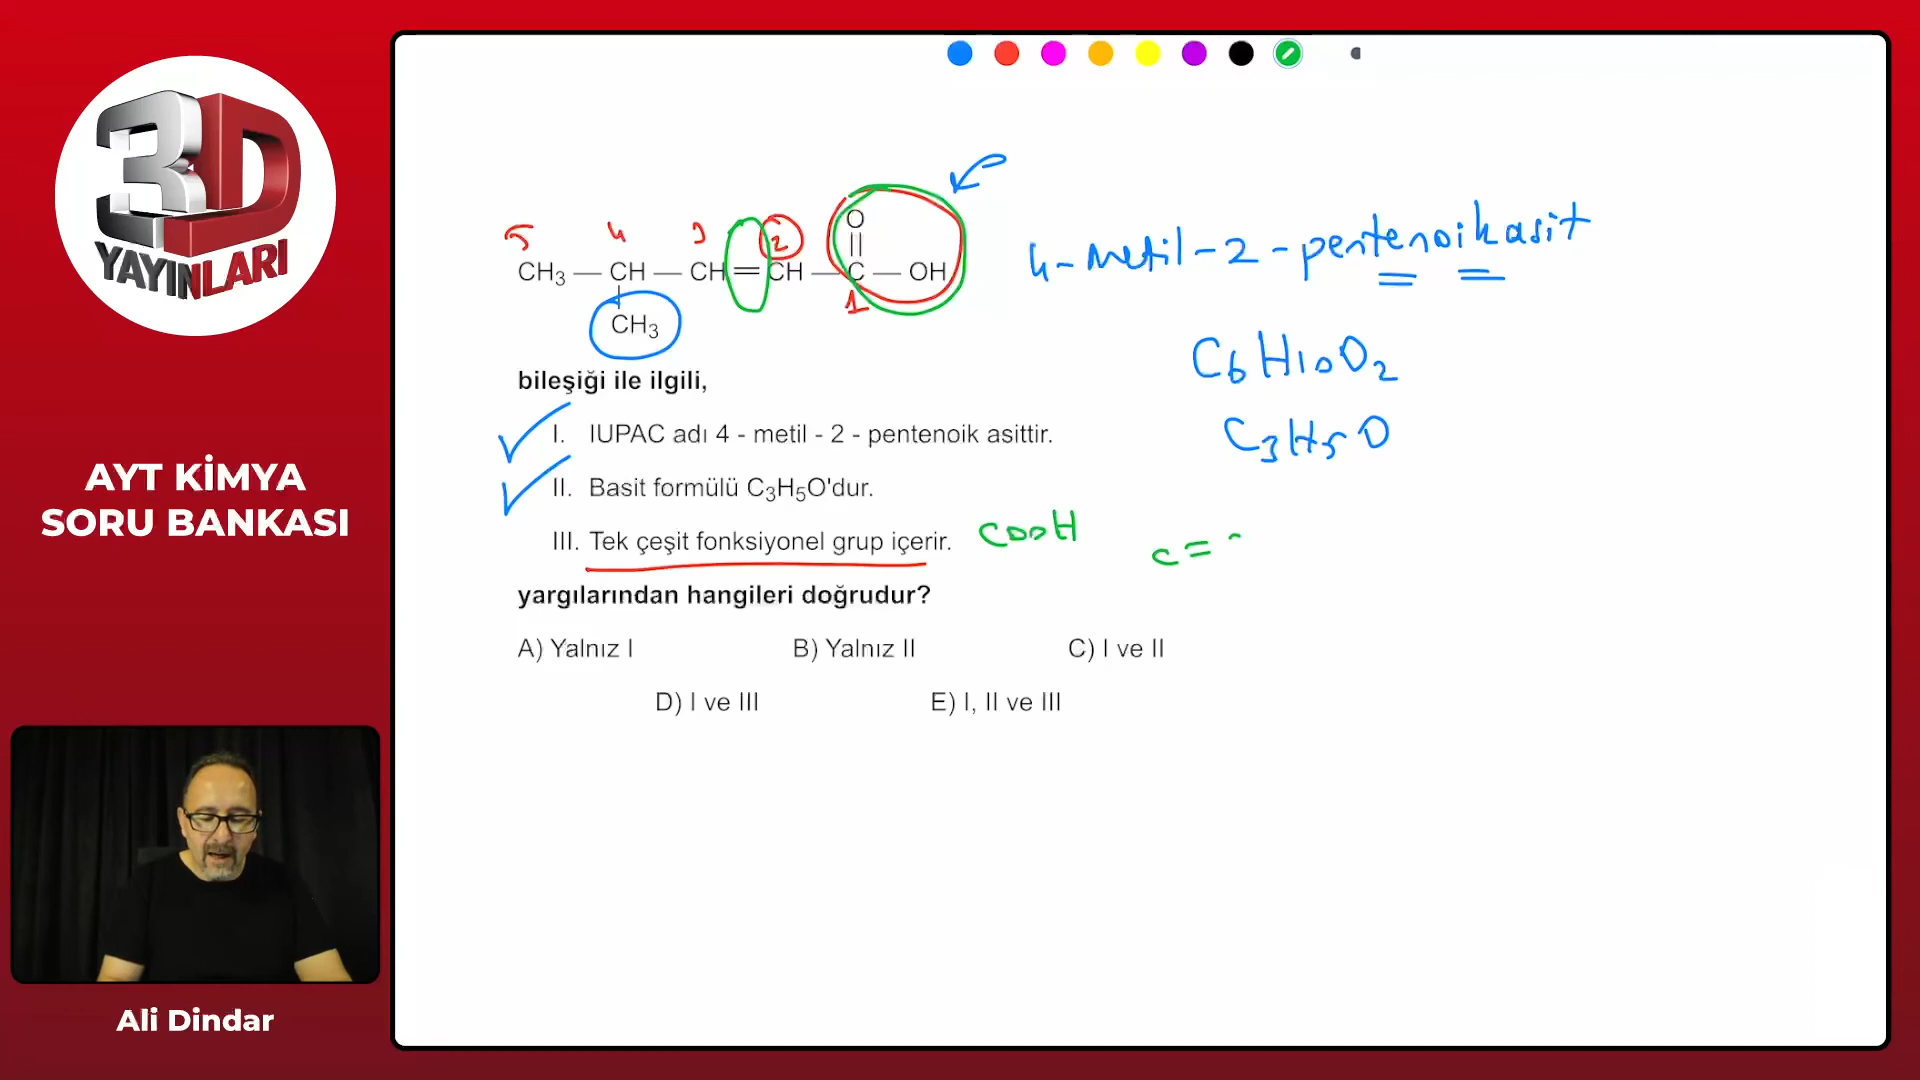 3D
YAYINLARI
AYT KİMYA
SORU BANKASI
Ali Dindar
5 4 3 2
O
||
CH3 — CH — CH = CH — C — OH
1
CH3
4-metil-2-pentenoik asit
C6H10O2
C3H5O
bileşiği ile ilgili,
I. IUPAC adı 4 - metil - 2 - pentenoik asittir.
II. Basit formülü C3H5O'dur.
III. Tek çeşit fonksiyonel grup içerir. COOH C=
yargılarından hangileri doğrudur?
A) Yalnız I B) Yalnız II C) I ve II
D) I ve III E) I, II ve III